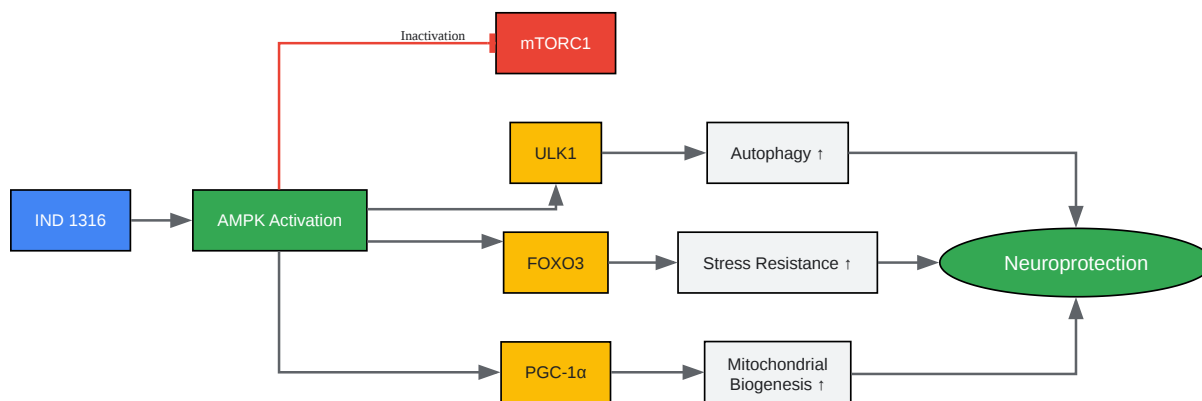 Inactivation
mTORC1
ULK1
Autophagy ↑
IND 1316
AMPK Activation
FOXO3
Stress Resistance ↑
Neuroprotection
PGC-1α
Mitochondrial
Biogenesis ↑